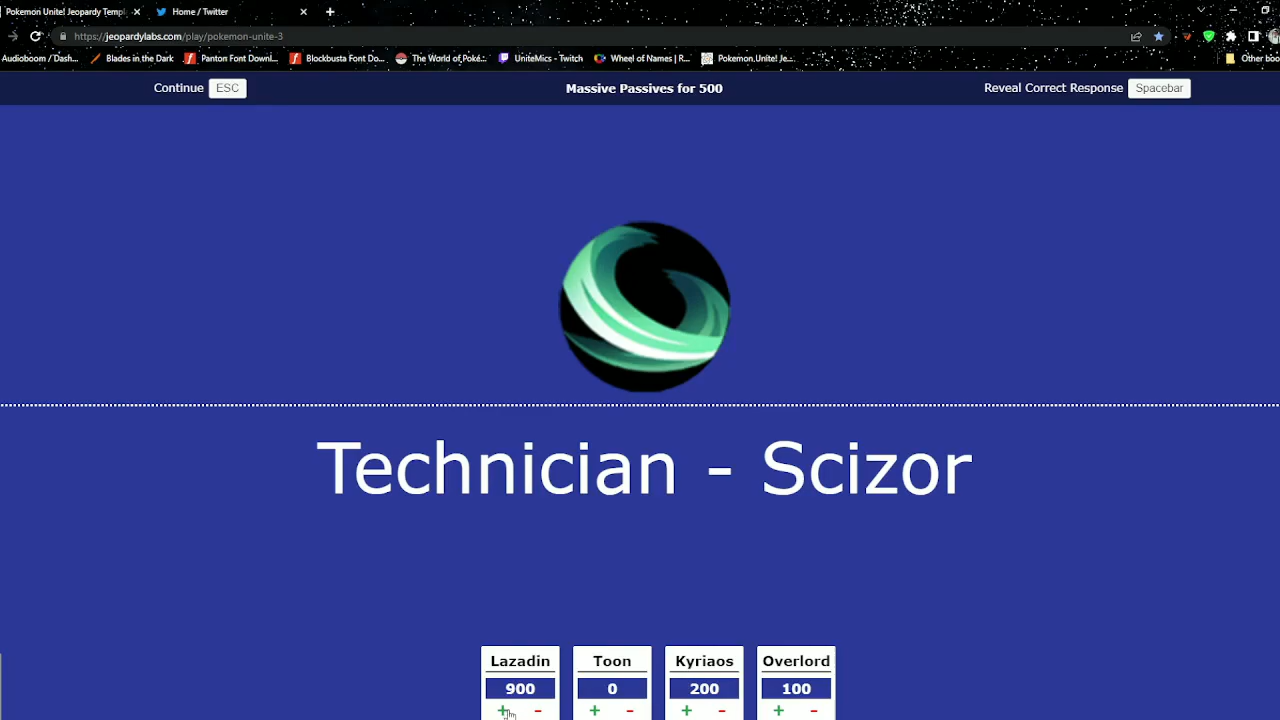 Pokemon Unite! Jeopardy Templ
Home / Twitter
https://jeopardylabs.com/play/pokemon-unite-3
Audioboom / Dash...
Blades in the Dark
Panton Font Downl...
Blockbusta Font Do...
The World of Poké...
UniteMics - Twitch
Wheel of Names | R...
Pokemon Unite! Je...
Other boo
Continue ESC
Massive Passives for 500
Reveal Correct Response Spacebar
Technician - Scizor
Lazadin Toon Kyriaos Overlord
900 0 200 100
+ - + - + - + -